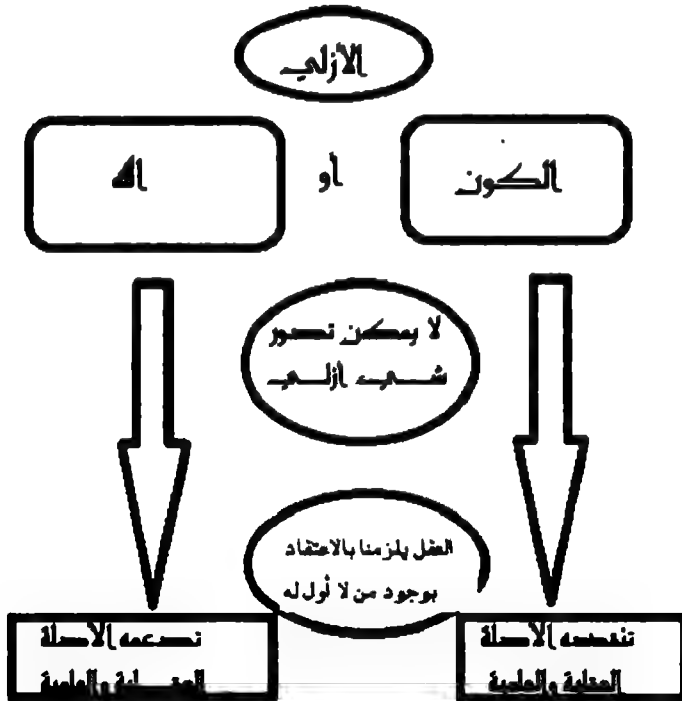 الأزلي
الكون
أو
الله
لا يمكن تصور
شيء أزلي
العقل يلزمنا بالاعتقاد
بوجود من لا أول له
تنقضه الأدلة
العقلية والعلمية
تدعمه الأدلة
العقلية والعلمية